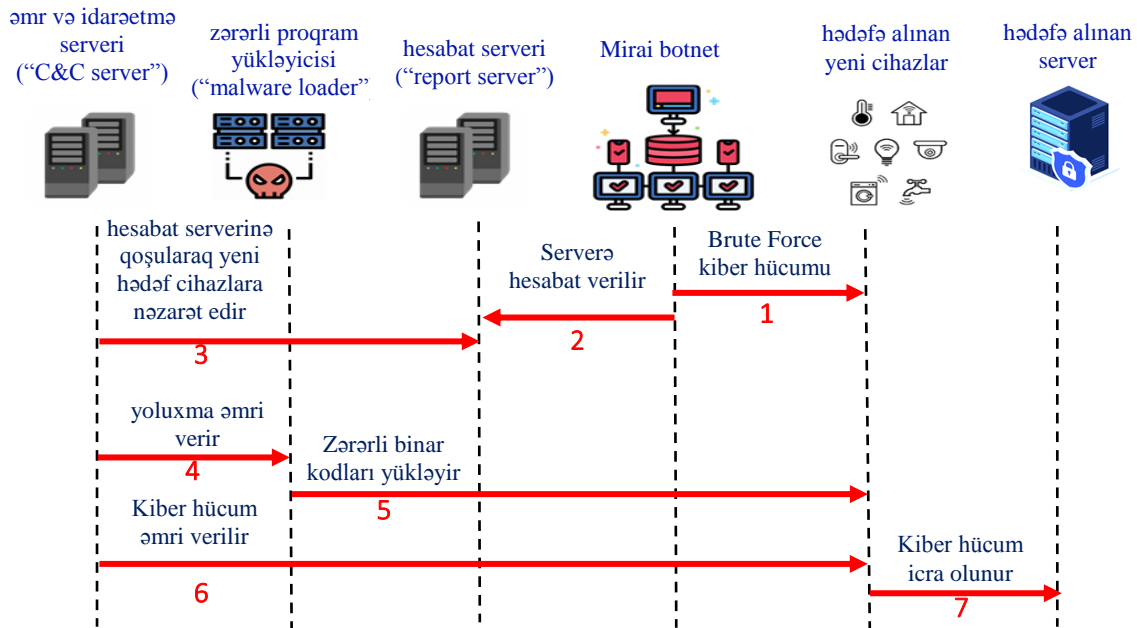 əmr və idarəetmə
serveri
(“C&C server”)
zərərli proqram
yükləyicisi
(“malware loader”
hesabat serveri
(“report server”)
Mirai botnet
hədəfə alınan
yeni cihazlar
hədəfə alınan
server
hesabat serverinə
qoşularaq yeni
hədəf cihazlara
nəzarət edir
3
Serverə
hesabat verilir
2
Brute Force
kiber hücumu
1
yoluxma əmri
verir
4
Zərərli binar
kodları yükləyir
5
Kiber hücum
əmri verilir
6
Kiber hücum
icra olunur
7